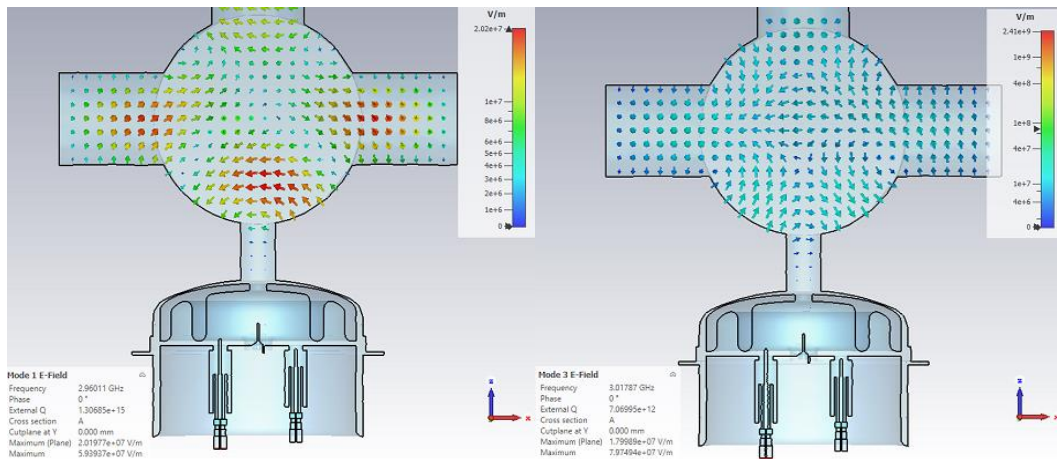 V/m
2.02e+7
1e+7
6e+6
5e+6
4e+6
3e+6
2e+6
1e+6
0
Mode 1 E-Field
Frequency 2.96011 GHz
Phase 0 °
External Q 1.30685e+15
Cross section A
Cutplane at Y 0.000 mm
Maximum (Plane) 2.01977e+07 V/m
Maximum 5.93937e+07 V/m
z
x
V/m
2.41e+9
1e+9
4e+8
1e+8
4e+7
1e+7
4e+6
0
Mode 3 E-Field
Frequency 3.01787 GHz
Phase 0 °
External Q 7.06995e+12
Cross section A
Cutplane at Y 0.000 mm
Maximum (Plane) 1.79989e+07 V/m
Maximum 7.97494e+07 V/m
z
x